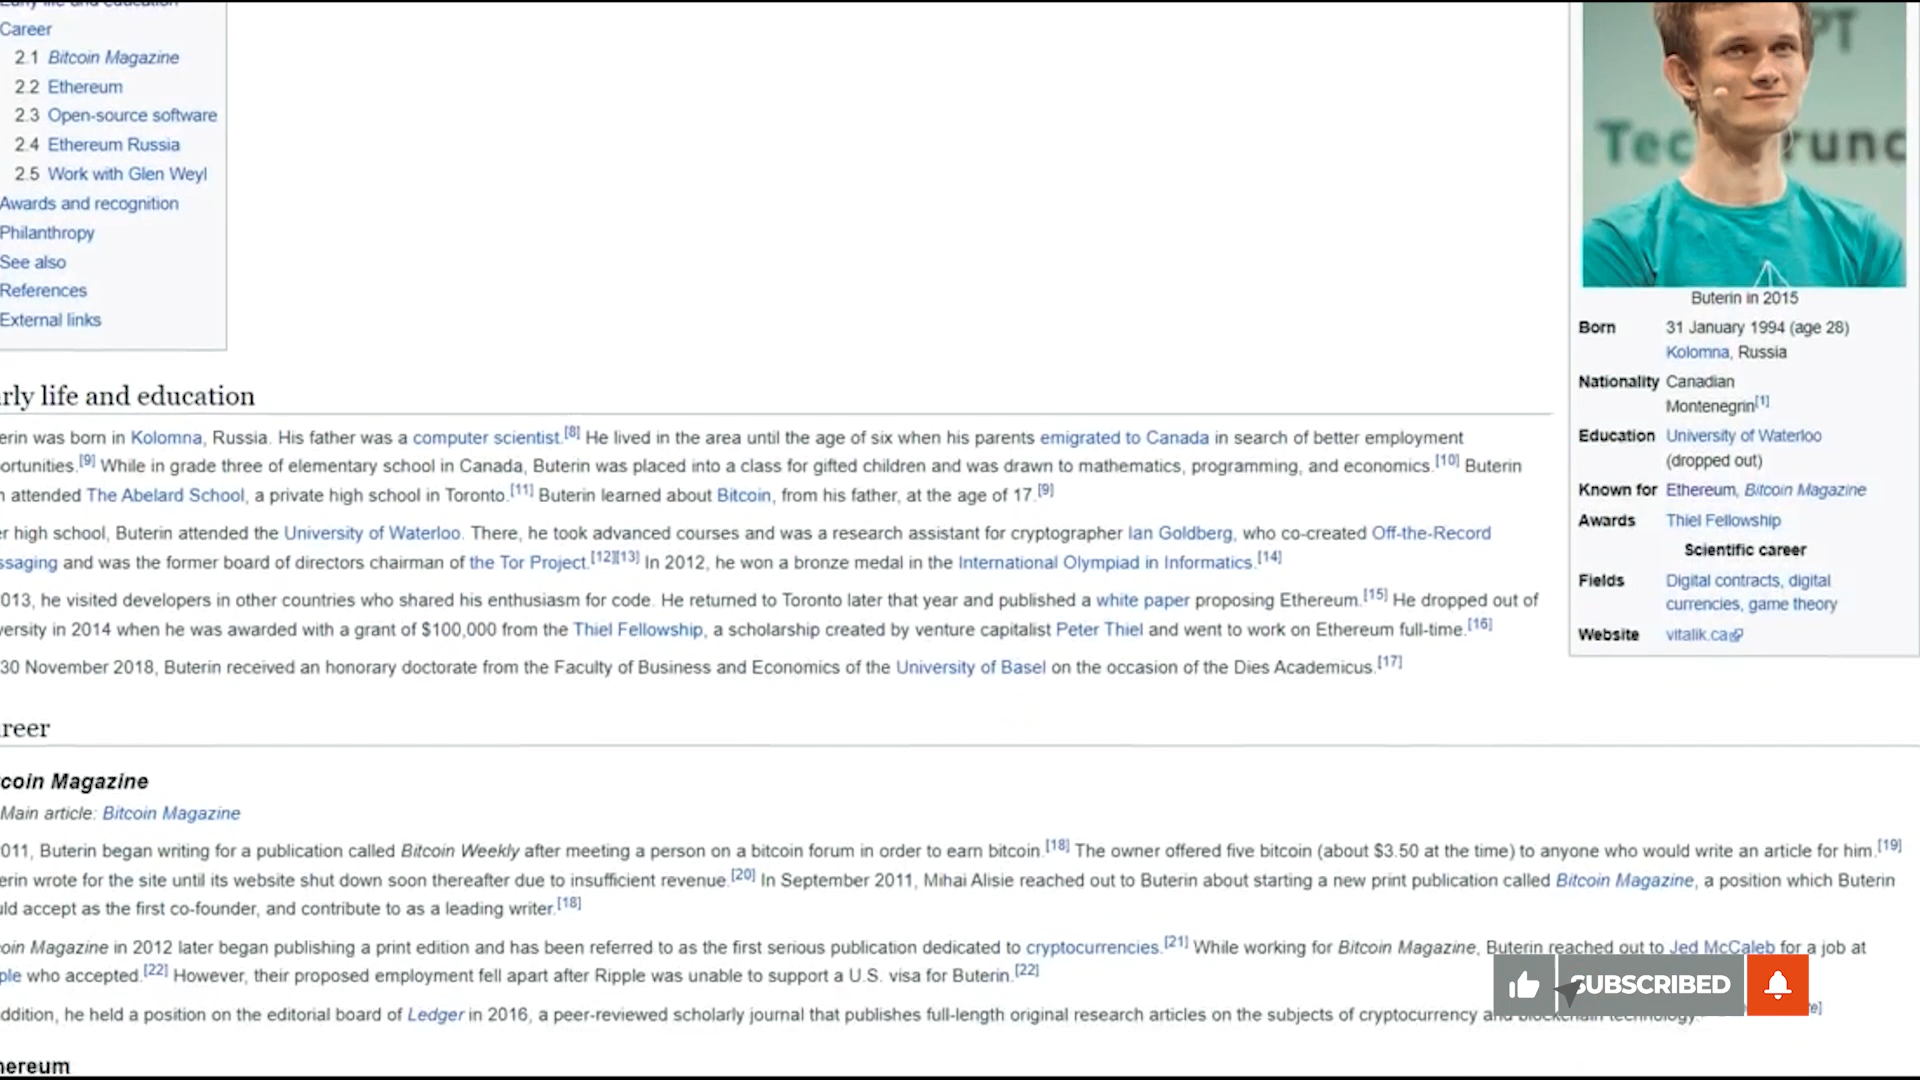 Early life and education
Career
2.1 Bitcoin Magazine
2.2 Ethereum
2.3 Open-source software
2.4 Ethereum Russia
2.5 Work with Glen Weyl
Awards and recognition
Philanthropy
See also
References
External links
PT
Tec runc
Buterin in 2015
Born 31 January 1994 (age 28)
Kolomna, Russia
Nationality Canadian
Montenegrin[1]
Education University of Waterloo
(dropped out)
Known for Ethereum, Bitcoin Magazine
Awards Thiel Fellowship
Scientific career
Fields Digital contracts, digital
currencies, game theory
Website vitalik.ca
rly life and education
erin was born in Kolomna, Russia. His father was a computer scientist.[8] He lived in the area until the age of six when his parents emigrated to Canada in search of better employment
ortunities.[9] While in grade three of elementary school in Canada, Buterin was placed into a class for gifted children and was drawn to mathematics, programming, and economics.[10] Buterin
n attended The Abelard School, a private high school in Toronto.[11] Buterin learned about Bitcoin, from his father, at the age of 17.[9]
er high school, Buterin attended the University of Waterloo. There, he took advanced courses and was a research assistant for cryptographer Ian Goldberg, who co-created Off-the-Record
ssaging and was the former board of directors chairman of the Tor Project.[12][13] In 2012, he won a bronze medal in the International Olympiad in Informatics.[14]
013, he visited developers in other countries who shared his enthusiasm for code. He returned to Toronto later that year and published a white paper proposing Ethereum.[15] He dropped out of
versity in 2014 when he was awarded with a grant of $100,000 from the Thiel Fellowship, a scholarship created by venture capitalist Peter Thiel and went to work on Ethereum full-time.[16]
30 November 2018, Buterin received an honorary doctorate from the Faculty of Business and Economics of the University of Basel on the occasion of the Dies Academicus.[17]
reer
coin Magazine
Main article: Bitcoin Magazine
011, Buterin began writing for a publication called Bitcoin Weekly after meeting a person on a bitcoin forum in order to earn bitcoin.[18] The owner offered five bitcoin (about $3.50 at the time) to anyone who would write an article for him.[19]
erin wrote for the site until its website shut down soon thereafter due to insufficient revenue.[20] In September 2011, Mihai Alisie reached out to Buterin about starting a new print publication called Bitcoin Magazine, a position which Buterin
uld accept as the first co-founder, and contribute to as a leading writer.[18]
coin Magazine in 2012 later began publishing a print edition and has been referred to as the first serious publication dedicated to cryptocurrencies.[21] While working for Bitcoin Magazine, Buterin reached out to Jed McCaleb for a job at
ple who accepted.[22] However, their proposed employment fell apart after Ripple was unable to support a U.S. visa for Buterin.[22]
ddition, he held a position on the editorial board of Ledger in 2016, a peer-reviewed scholarly journal that publishes full-length original research articles on the subjects of cryptocurrency and blockchain technology.
SUBSCRIBED
hereum